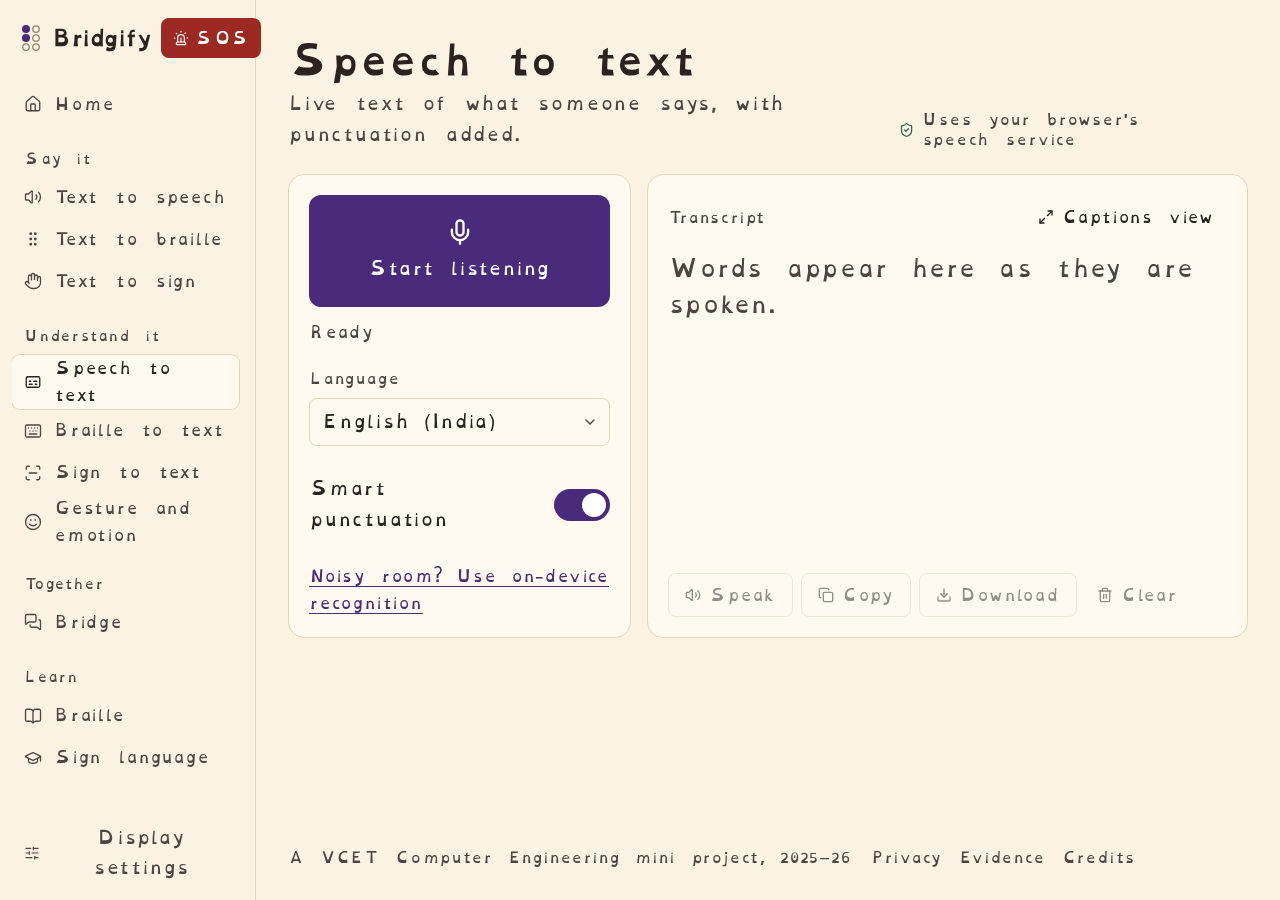 Bridgify
SOS
Home
Say it
Text to speech
Text to braille
Text to sign
Understand it
Speech to
text
Braille to text
Sign to text
Gesture and
emotion
Together
Bridge
Learn
Braille
Sign language
Display
settings
Speech to text
Live text of what someone says, with
punctuation added.
Uses your browser's
speech service
Start listening
Ready
Language
English (India)
Smart
punctuation
Noisy room? Use on-device
recognition
Transcript
Captions view
Words appear here as they are
spoken.
Speak
Copy
Download
Clear
A VCET Computer Engineering mini project, 2025–26 Privacy Evidence Credits